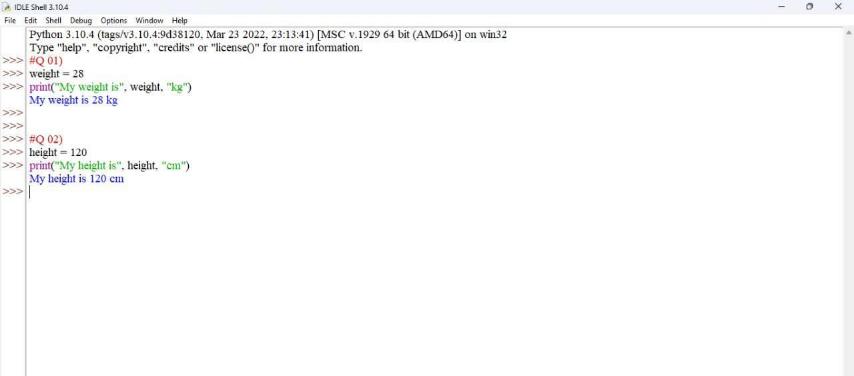 IDLE Shell 3.10.4
File Edit Shell Debug Options Window Help
Python 3.10.4 (tags/v3.10.4:9d38120, Mar 23 2022, 23:13:41) [MSC v.1929 64 bit (AMD64)] on win32
Type "help", "copyright", "credits" or "license()" for more information.
>>> #Q 01)
>>> weight = 28
>>> print("My weight is", weight, "kg")
My weight is 28 kg
>>>
>>>
>>> #Q 02)
>>> height = 120
>>> print("My height is", height, "cm")
My height is 120 cm
>>>